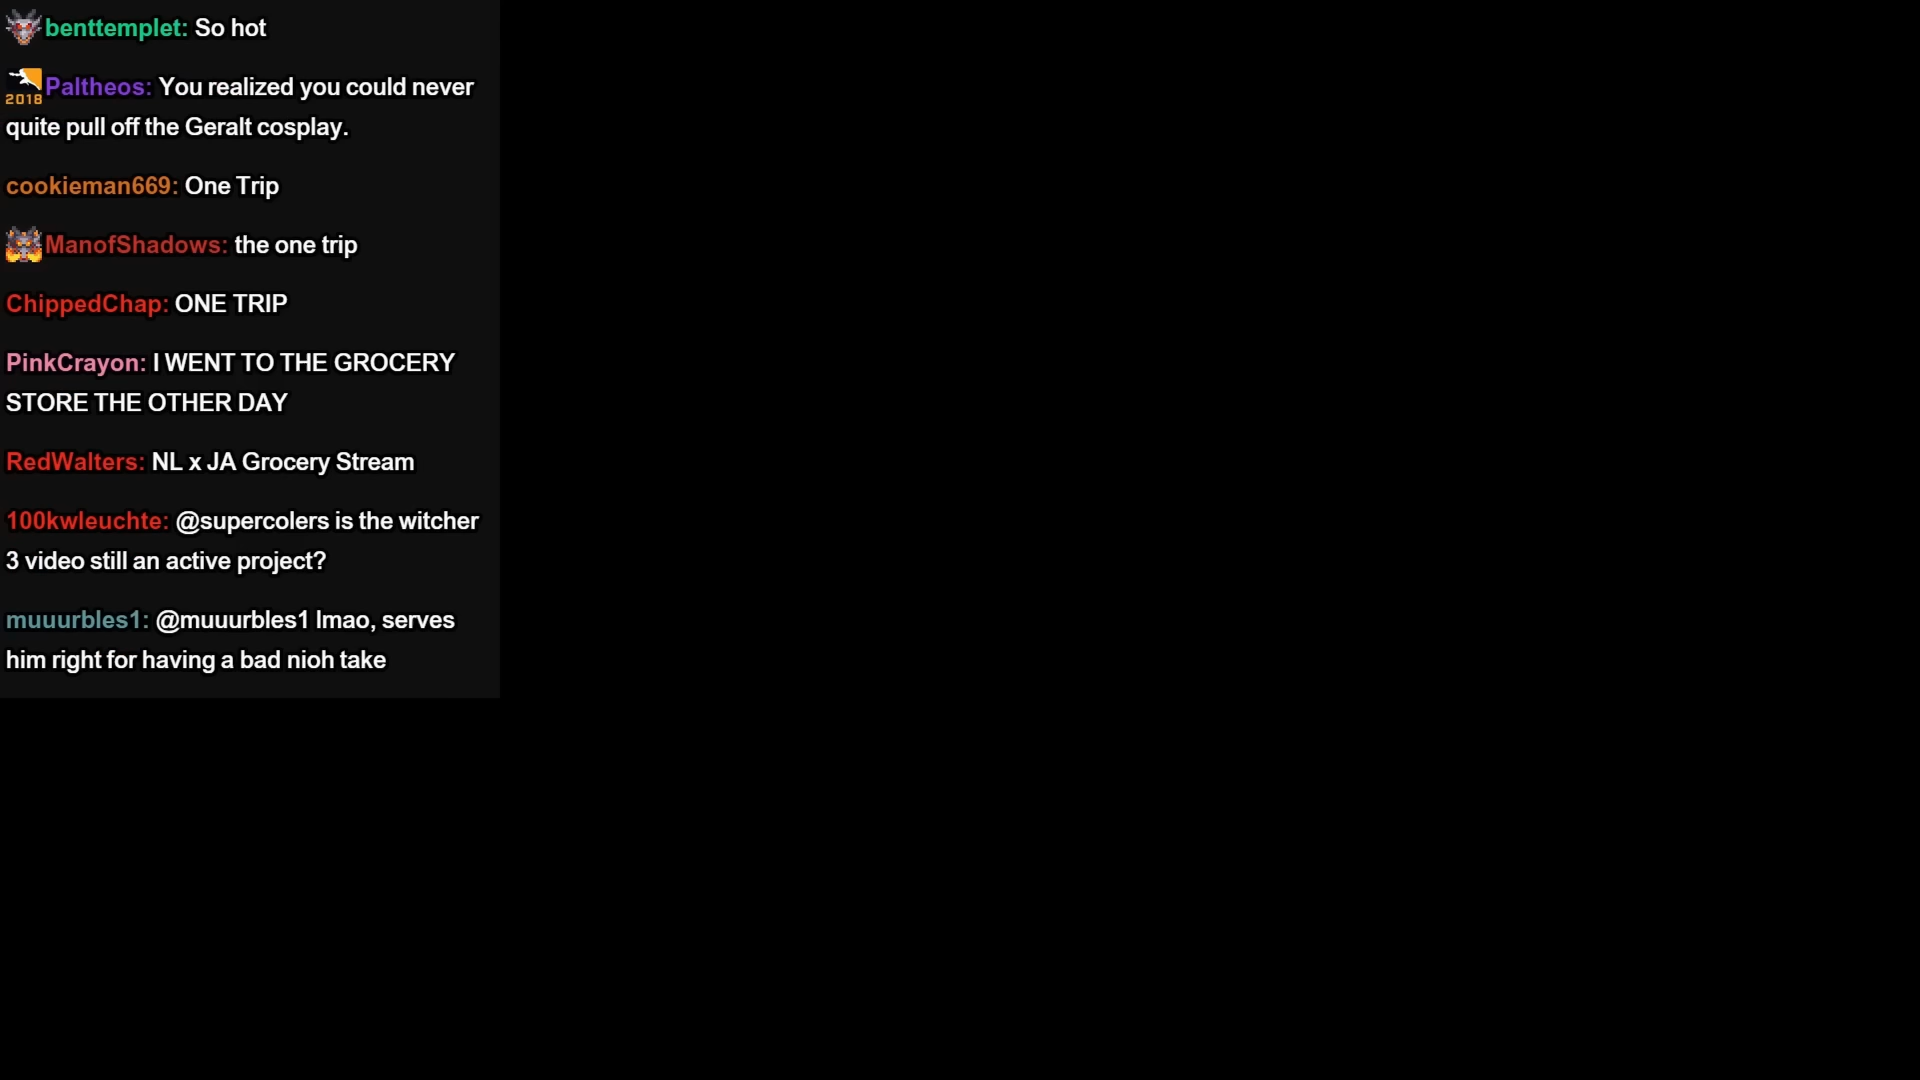 benttemplet: So hot
2018 Paltheos: You realized you could never
quite pull off the Geralt cosplay.
cookieman669: One Trip
ManofShadows: the one trip
ChippedChap: ONE TRIP
PinkCrayon: I WENT TO THE GROCERY
STORE THE OTHER DAY
RedWalters: NL x JA Grocery Stream
100kwleuchte: @supercolers is the witcher
3 video still an active project?
muuurbles1: @muuurbles1 lmao, serves
him right for having a bad nioh take